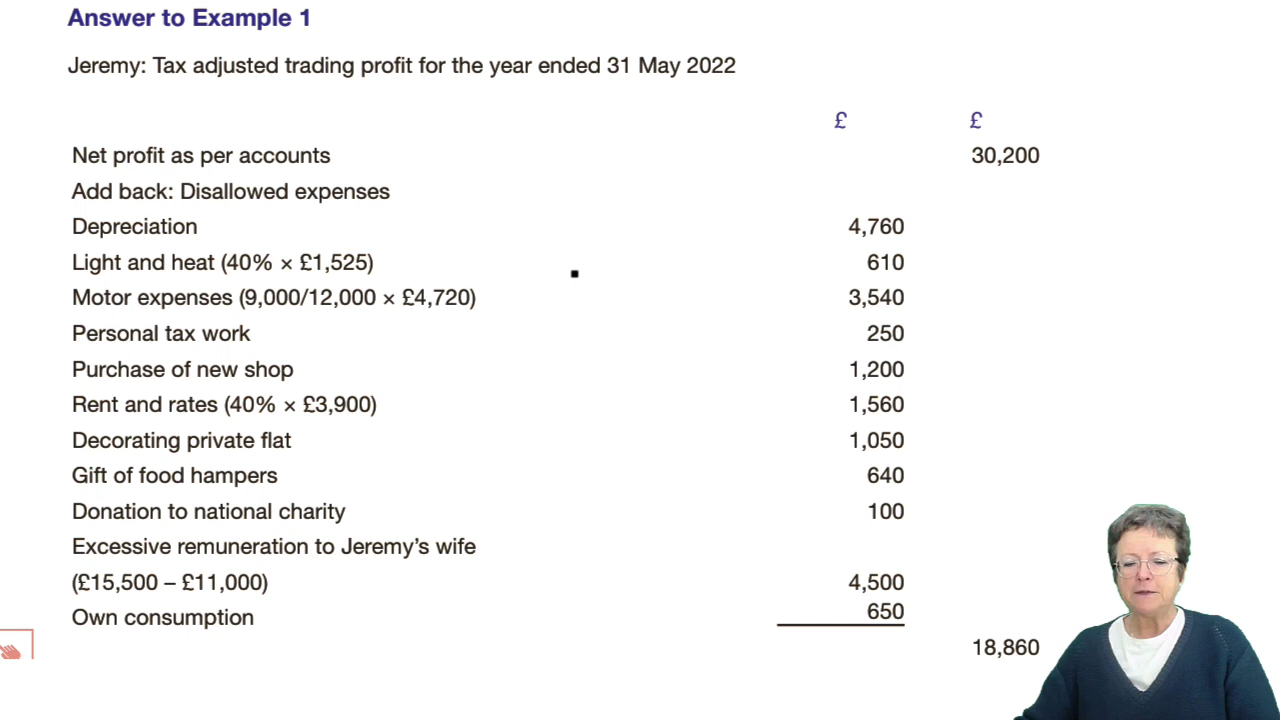 Answer to Example 1
Jeremy: Tax adjusted trading profit for the year ended 31 May 2022
£ £
Net profit as per accounts 30,200
Add back: Disallowed expenses
Depreciation 4,760
Light and heat (40% × £1,525) 610
Motor expenses (9,000/12,000 × £4,720) 3,540
Personal tax work 250
Purchase of new shop 1,200
Rent and rates (40% × £3,900) 1,560
Decorating private flat 1,050
Gift of food hampers 640
Donation to national charity 100
Excessive remuneration to Jeremy’s wife
(£15,500 – £11,000) 4,500
Own consumption 650
18,860